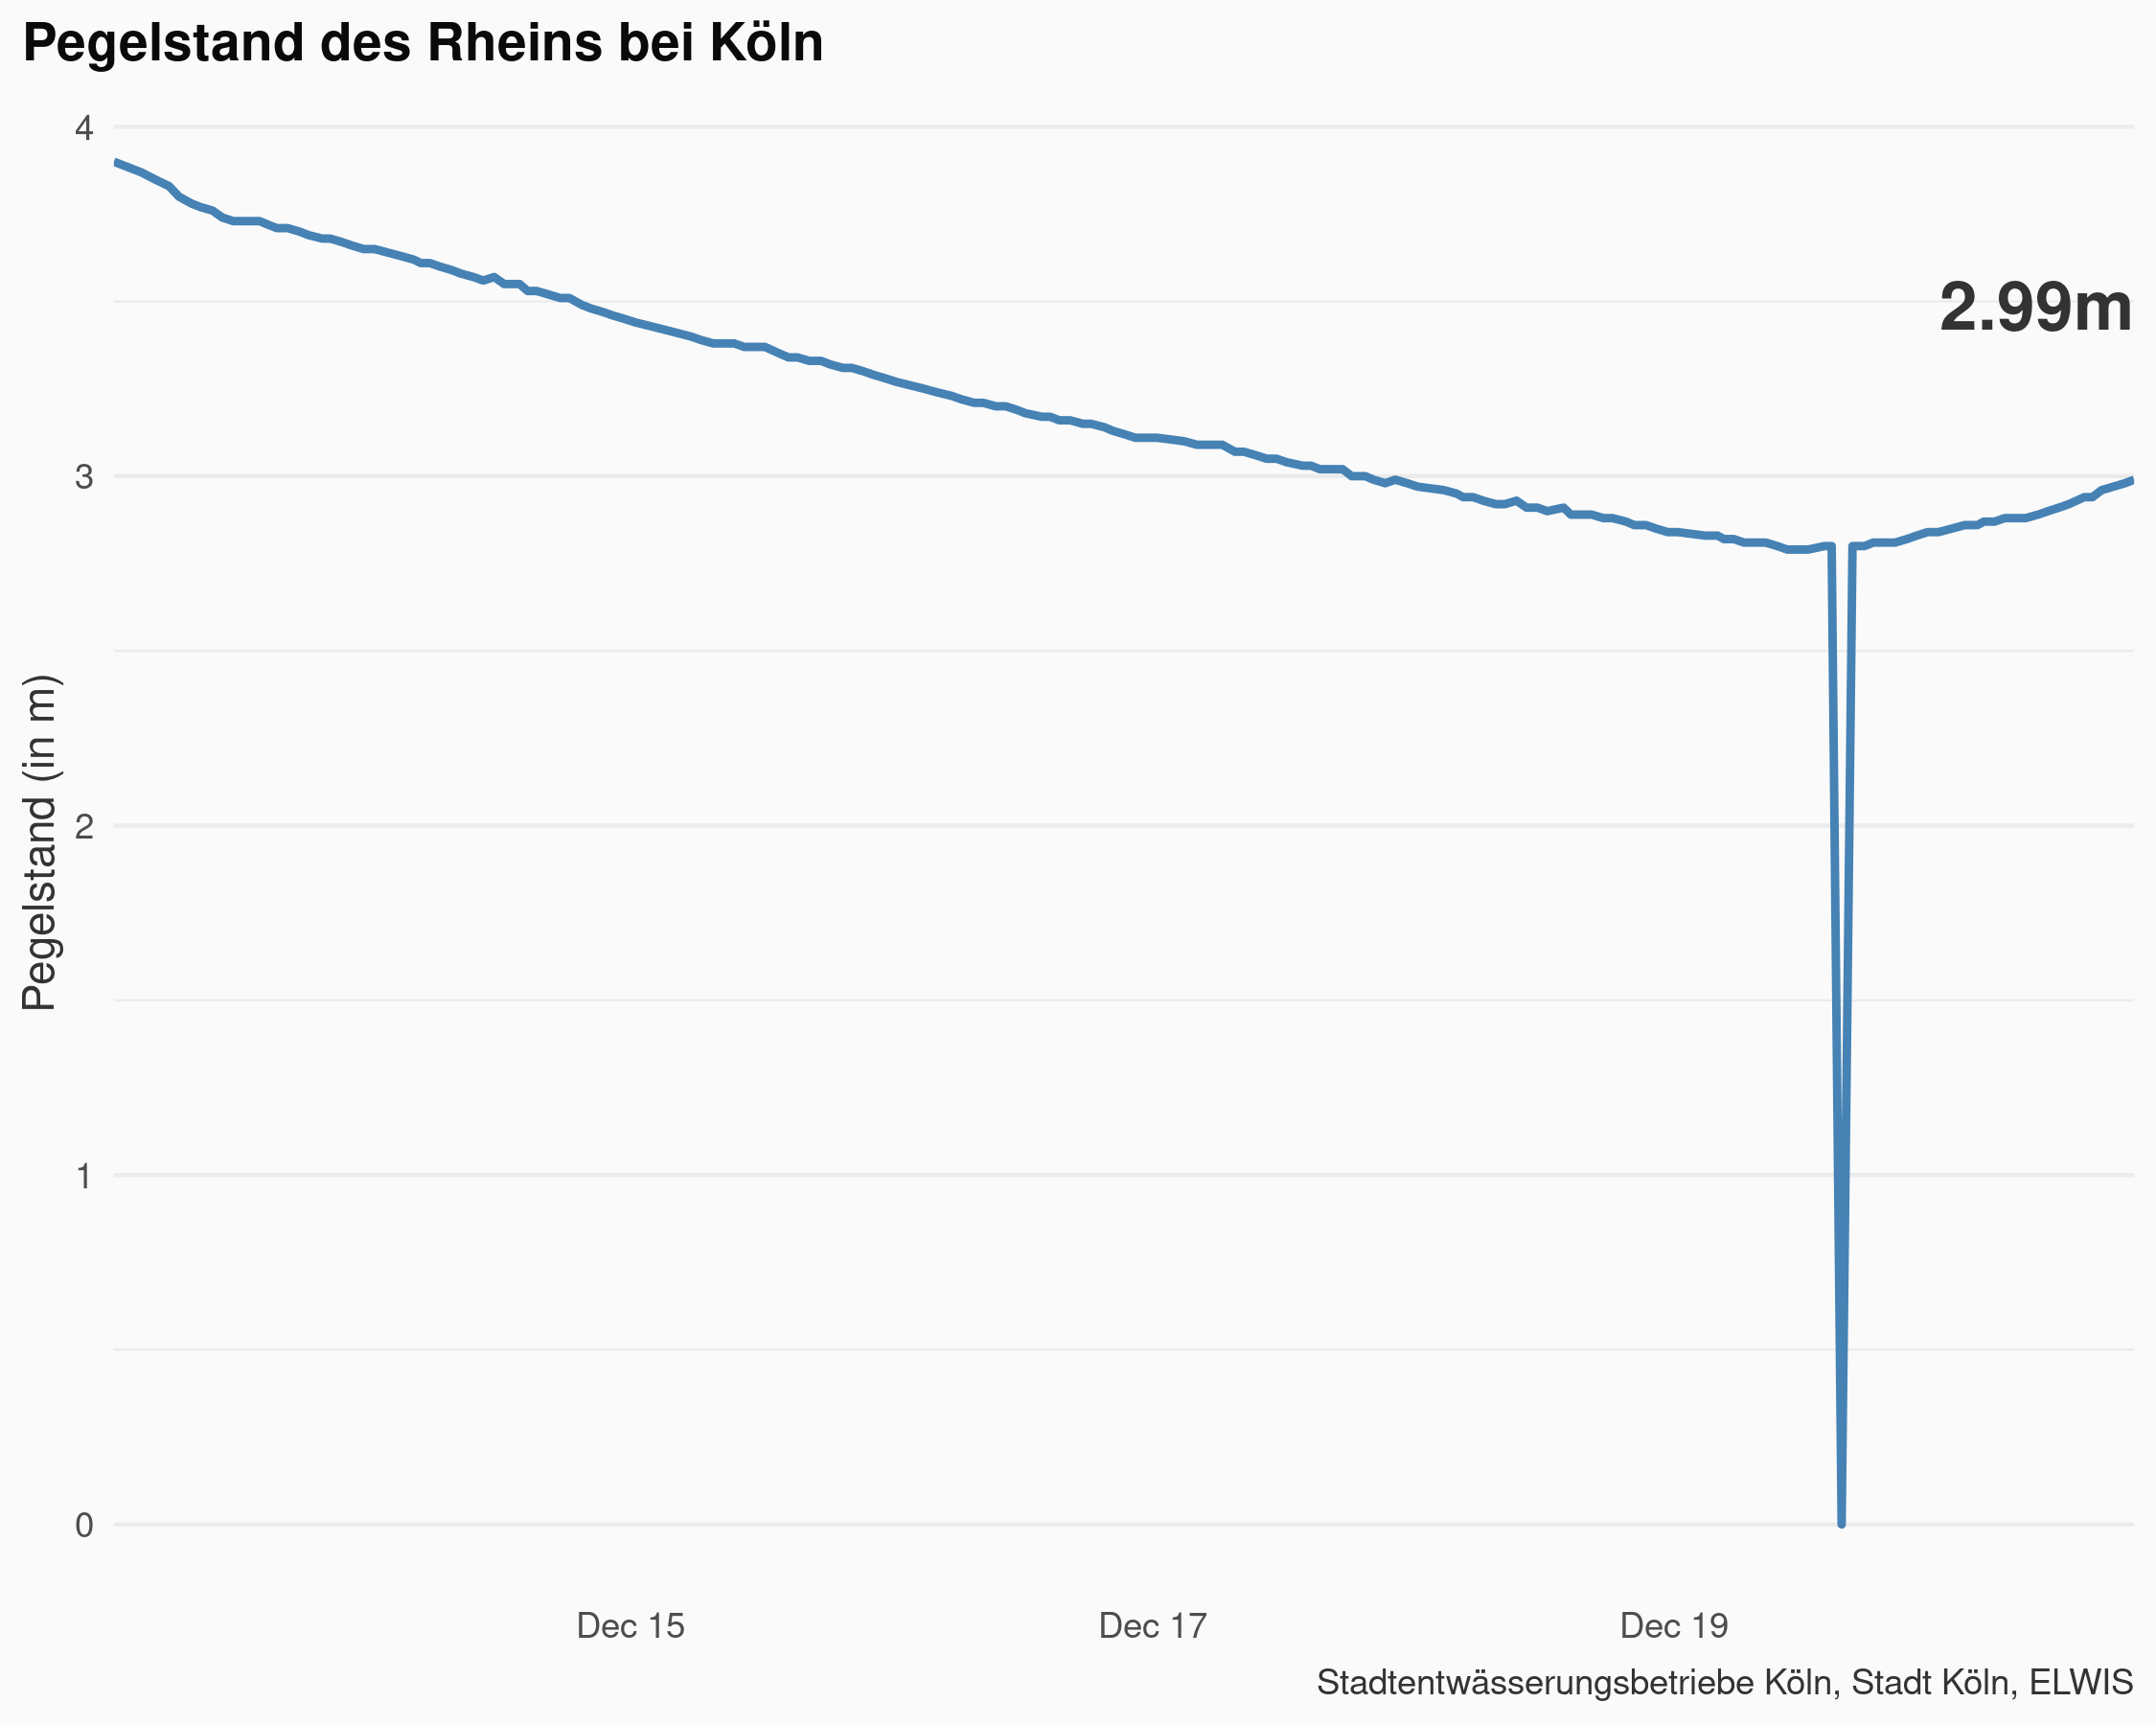 Pegelstand des Rheins bei Köln
4
2.99m
3
Pegelstand (in m)
2
1
0
Dec 15
Dec 17
Dec 19
Stadtentwässerungsbetriebe Köln, Stadt Köln, ELWIS